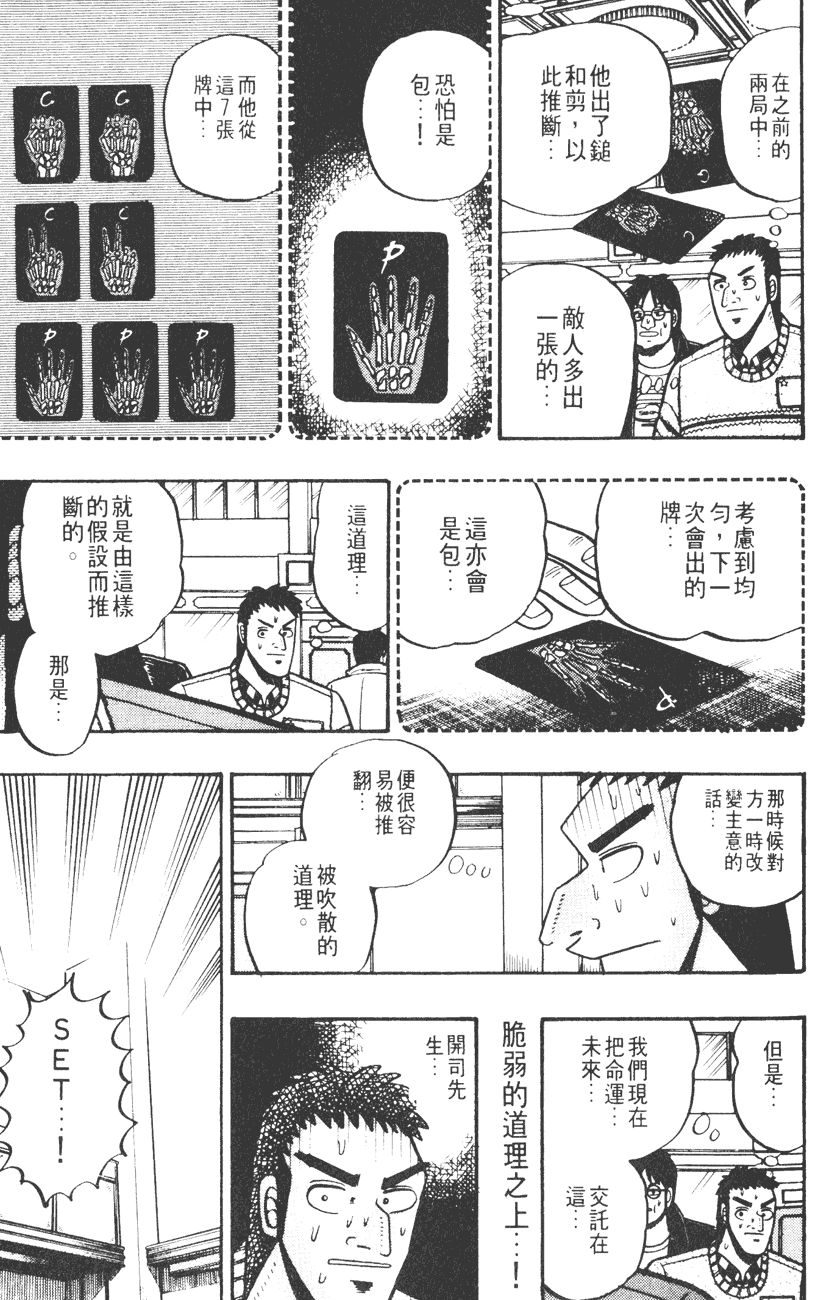 在之前的
兩局中…
他出了鎚
和剪，以
此推斷…
敵人多出
一張的…
恐怕是
包…！
P
而他從
這7張
牌中…
C
C
C
C
P
P
P
考慮到均
勻，下一
次會出的
牌…
這亦會
是包…
P
這道理…
就是由這樣
的假設而推
斷的。
那是…
那時候對
方一時改
變主意的
話…
便很容
易被推
翻…
被吹散的
道理。
但是…
我們現在
把命運…
未來…
交託在
這…
脆弱的道理之上…！
開司先
生…
SET…！